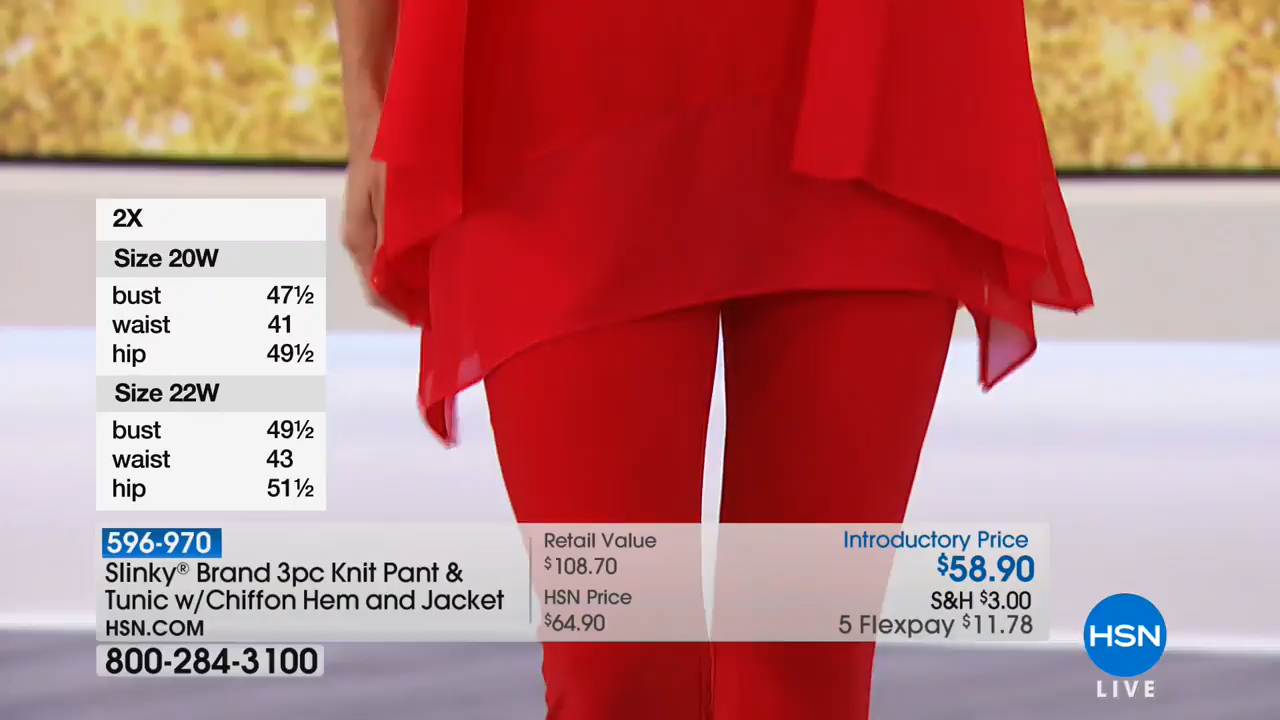 2X
Size 20W
bust 47½
waist 41
hip 49½
Size 22W
bust 49½
waist 43
hip 51½
596-970
Slinky® Brand 3pc Knit Pant &
Tunic w/Chiffon Hem and Jacket
HSN.COM
800-284-3100
Retail Value
$108.70
HSN Price
$64.90
Introductory Price
$58.90
S&H $3.00
5 Flexpay $11.78
HSN
LIVE